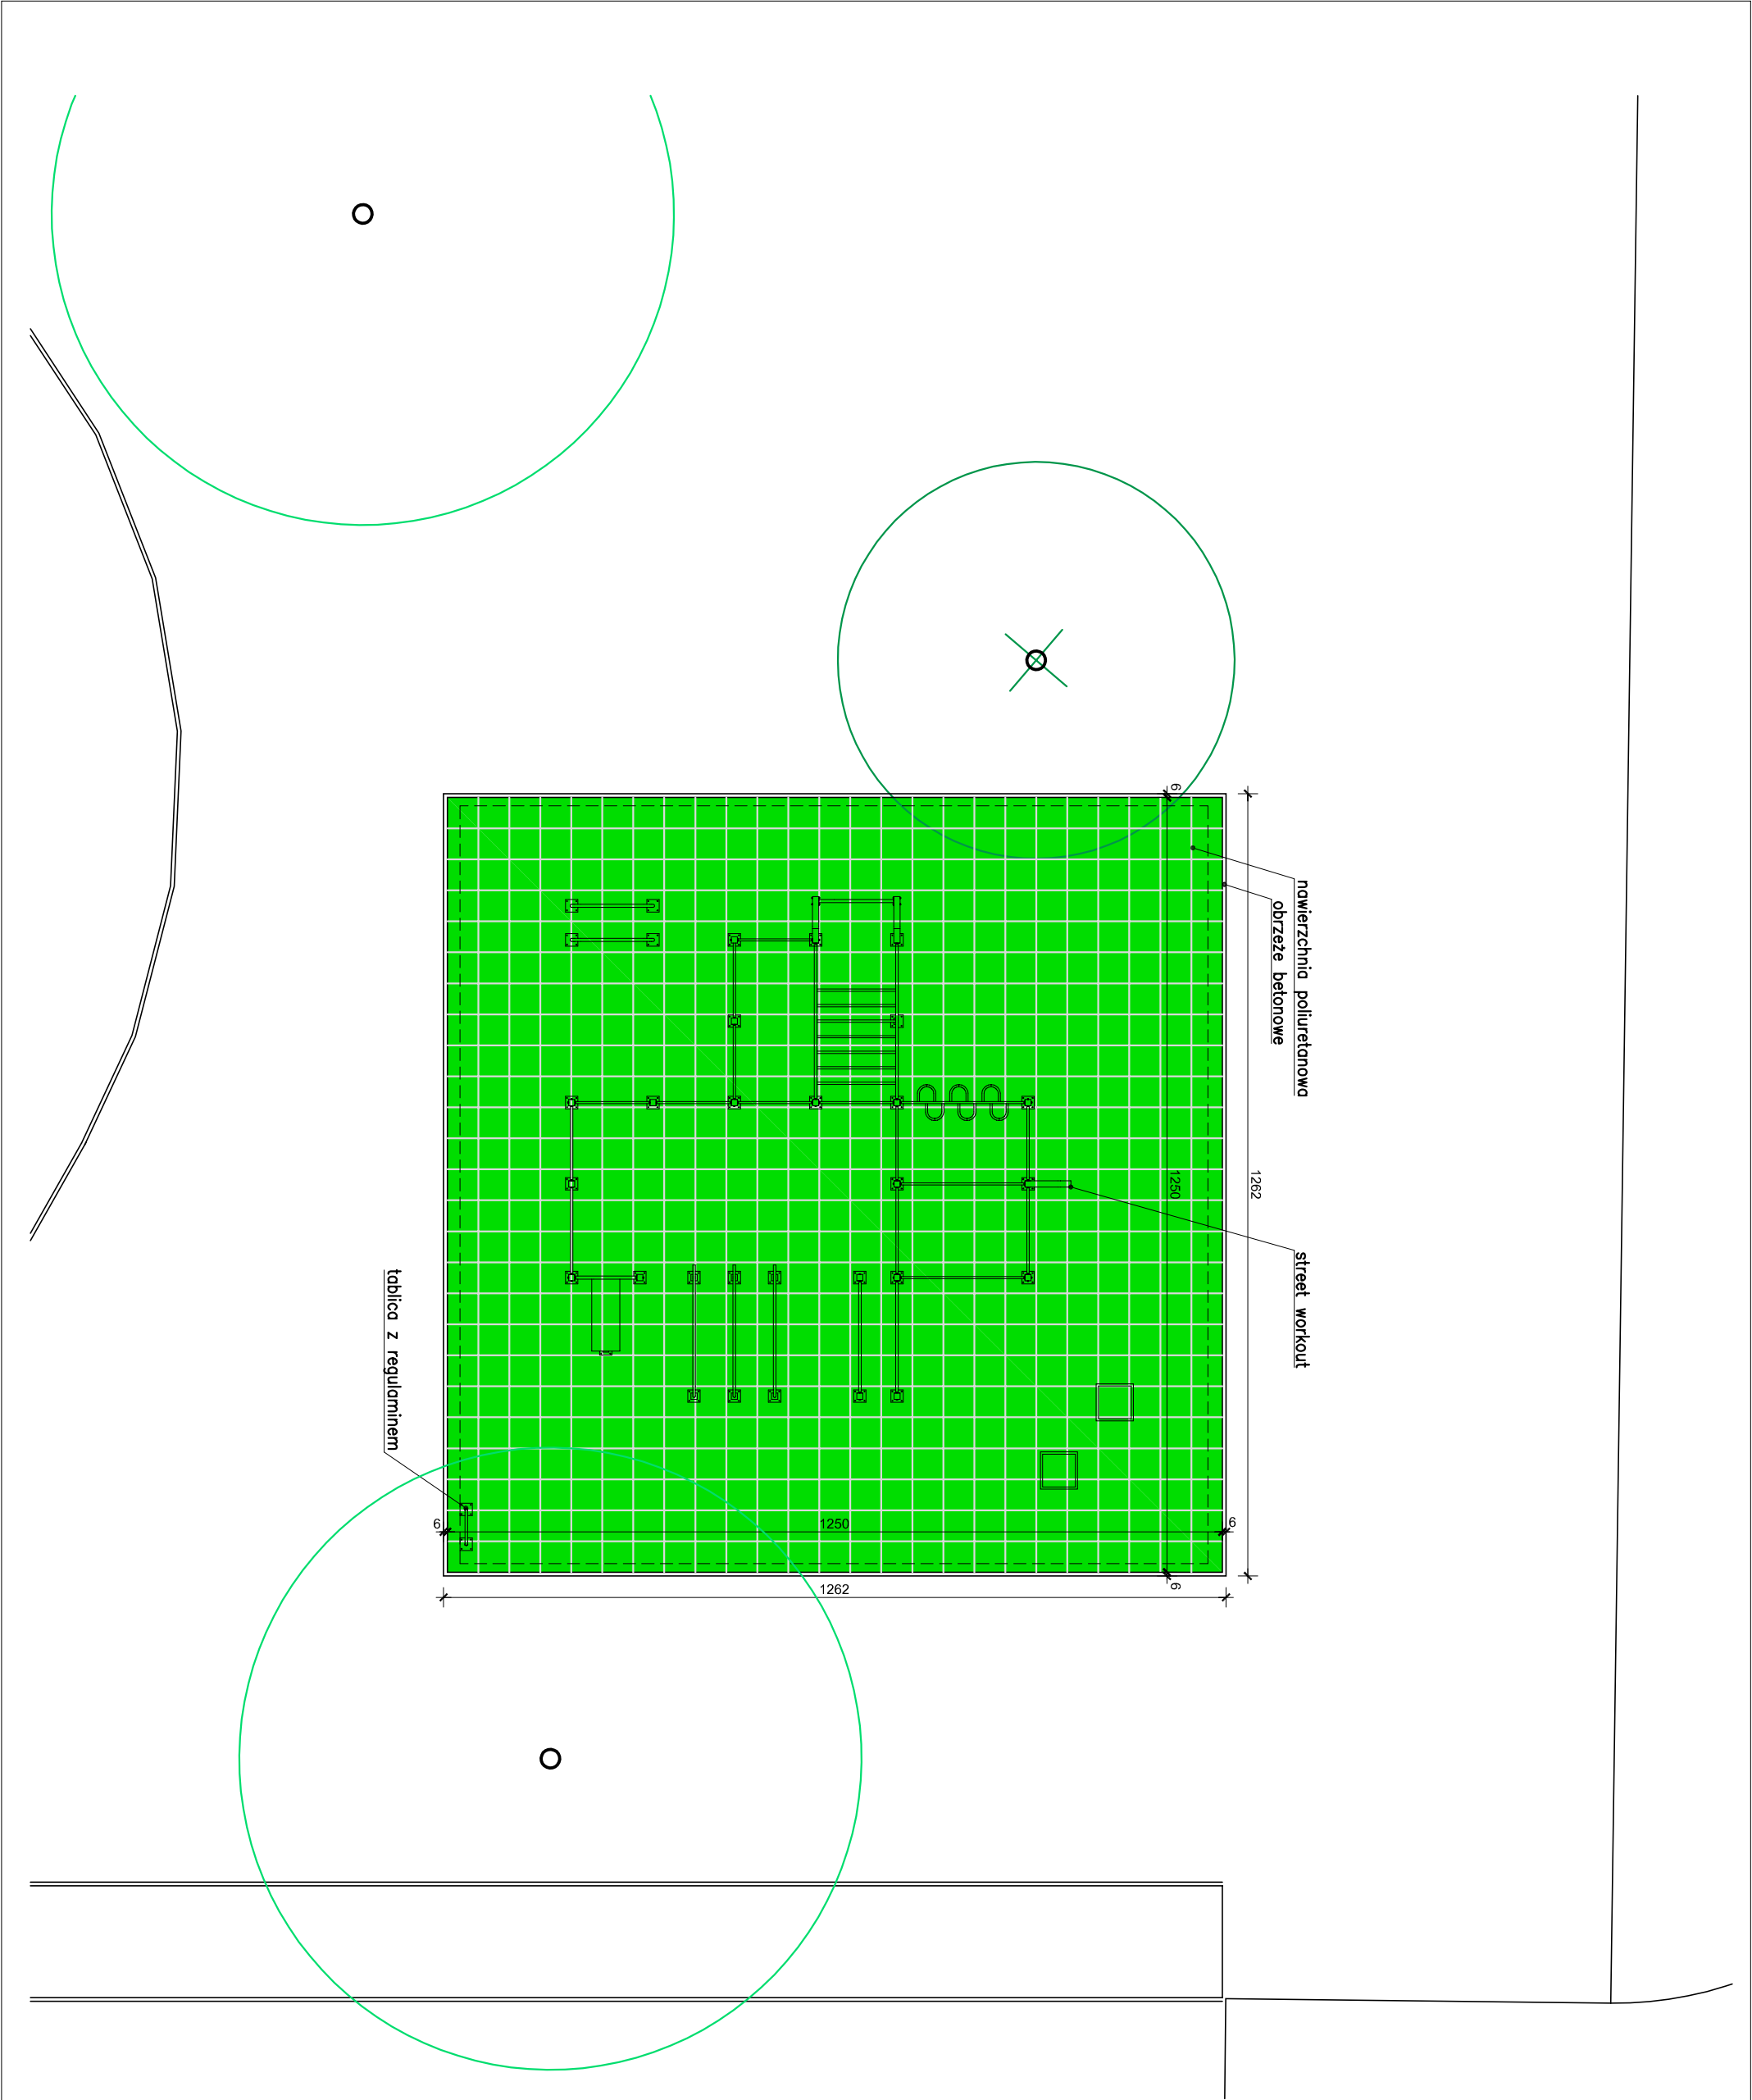 nawierzchnia poliuretanowa
obrzeże betonowe
6
1250
1262
6
street workout
tablica z regulaminem
6
1250
6
1262